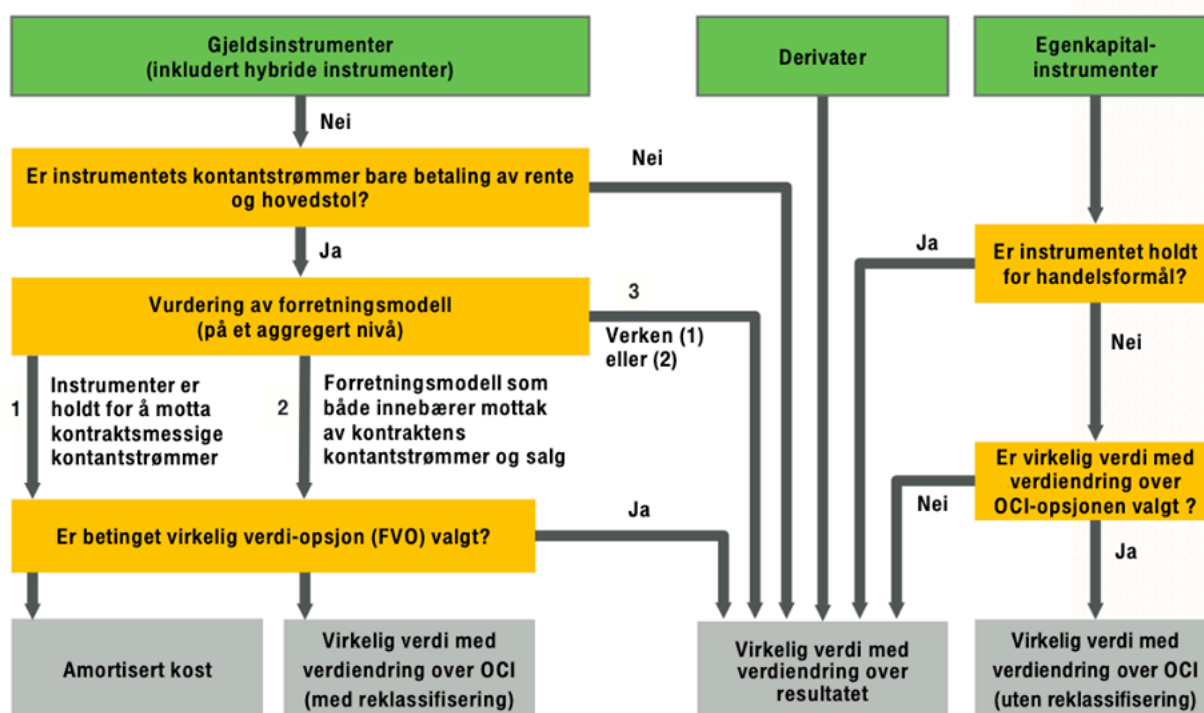 Gjeldsinstrumenter
(inkludert hybride instrumenter)
Derivater
Egenkapital-
instrumenter
Nei
Er instrumentets kontantstrømmer bare betaling av rente
og hovedstol?
Nei
Ja
Er instrumentet holdt
for handelsformål?
Ja
Vurdering av forretningsmodell
(på et aggregert nivå)
3
Verken (1)
eller (2)
Nei
1
Instrumenter er
holdt for å motta
kontraktsmessige
kontantstrømmer
2
Forretningsmodell som
både innebærer mottak
av kontraktens
kontantstrømmer og salg
Er virkelig verdi med
verdiendring over
OCI-opsjonen valgt ?
Nei
Ja
Er betinget virkelig verdi-opsjon (FVO) valgt?
Ja
Amortisert kost
Virkelig verdi med
verdiendring over OCI
(med reklassifisering)
Virkelig verdi med
verdiendring over
resultatet
Virkelig verdi med
verdiendring over OCI
(uten reklassifisering)